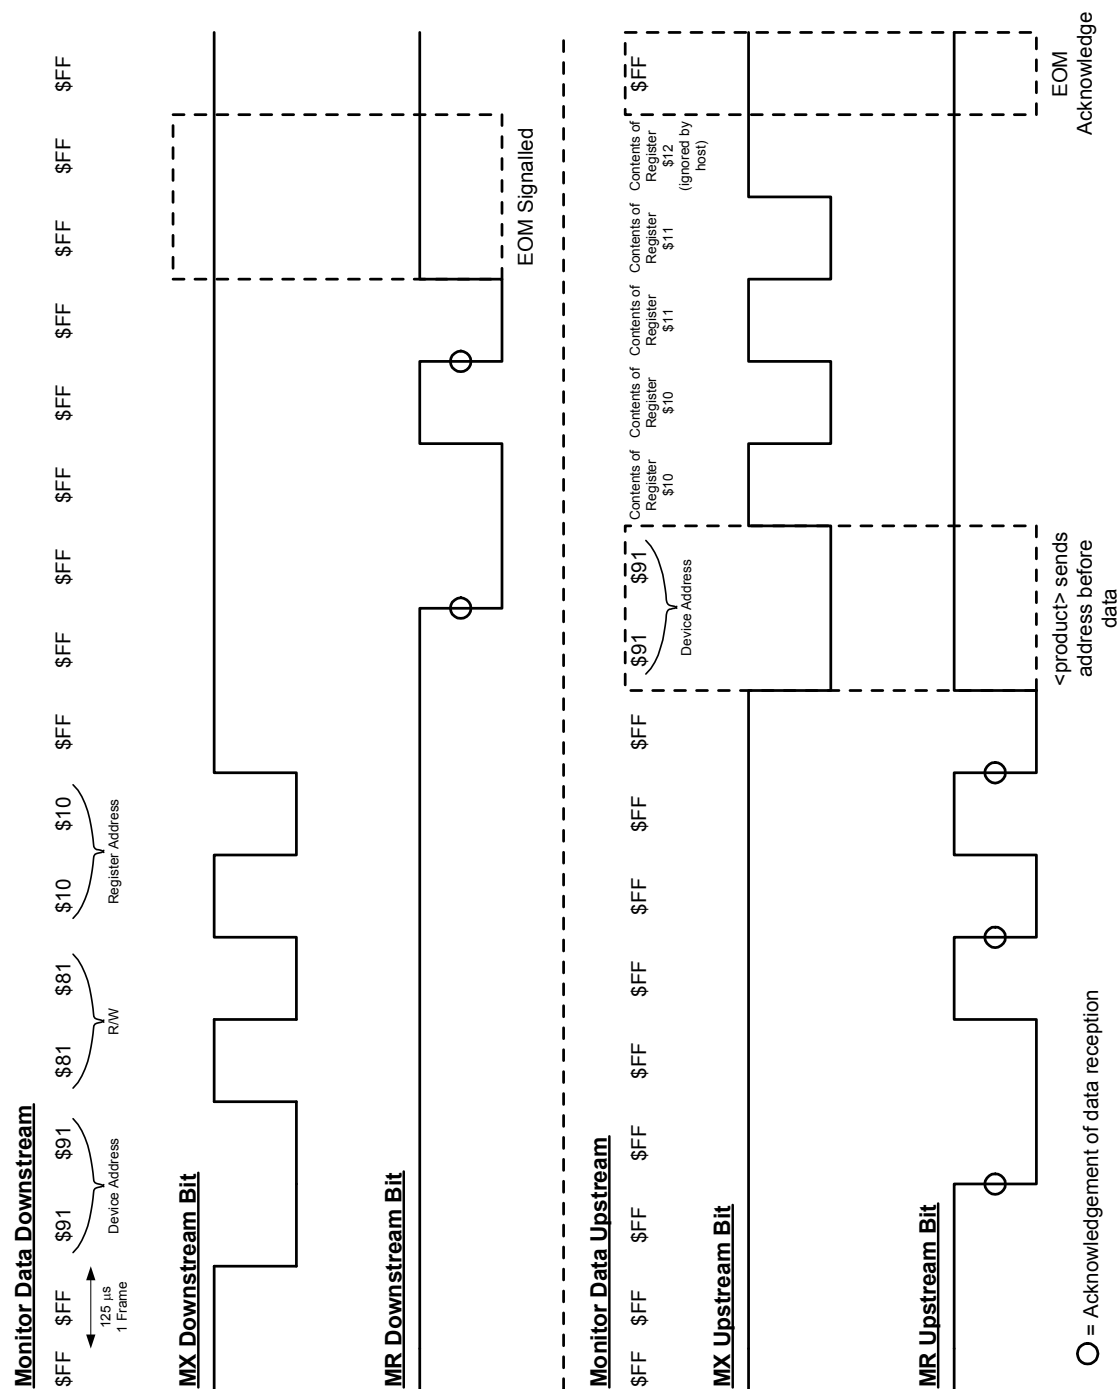 Monitor Data Downstream
$FF $FF $91 $91 $81 $81 $10 $10 $FF $FF $FF $FF $FF $FF $FF $FF $FF
125 µs
1 Frame
Device Address
R/W
Register Address
MX Downstream Bit
MR Downstream Bit
EOM Signalled
Monitor Data Upstream
$FF $FF $FF $FF $FF $FF $FF $FF $FF $91 $91
Device Address
Contents of
Register
$10
Contents of
Register
$10
Contents of
Register
$11
Contents of
Register
$11
Contents of
Register
$12
(ignored by
host)
$FF
MX Upstream Bit
MR Upstream Bit
<product> sends
address before
data
EOM
Acknowledge
= Acknowledgement of data reception